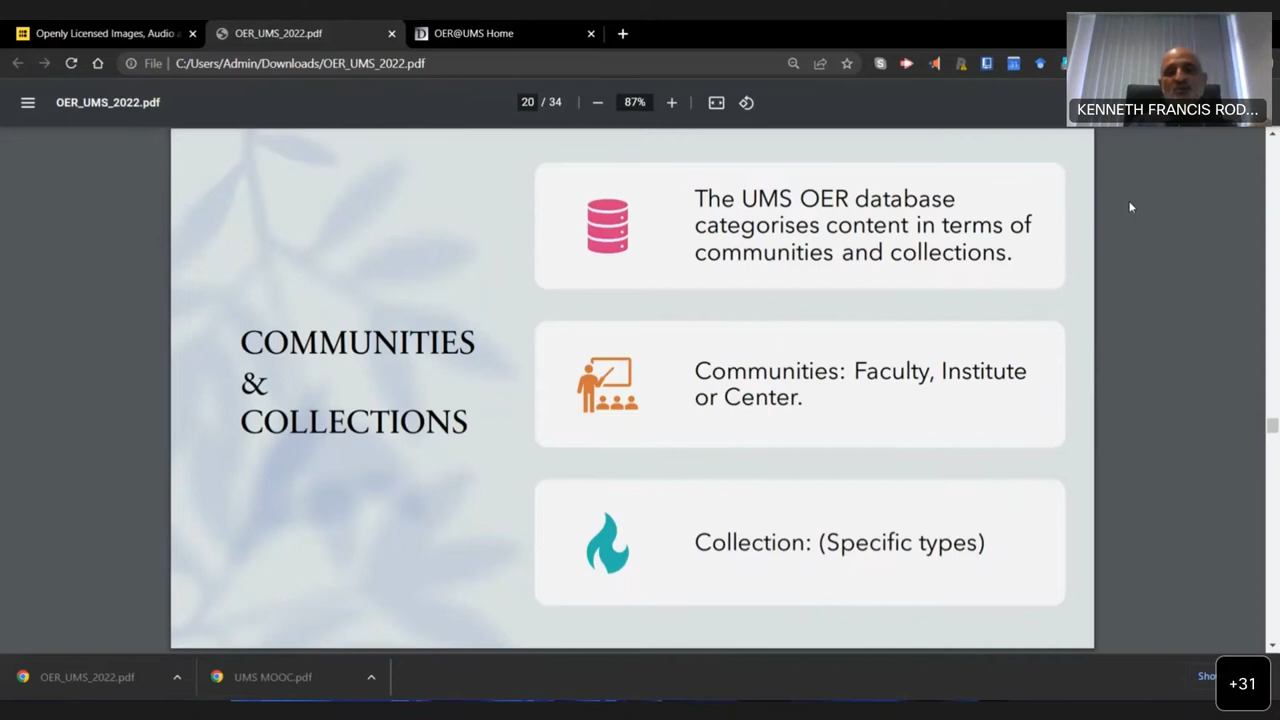 Openly Licensed Images, Audio a
OER_UMS_2022.pdf
OER@UMS Home
File
C:/Users/Admin/Downloads/OER_UMS_2022.pdf
OER_UMS_2022.pdf
20 / 34
87%
KENNETH FRANCIS ROD...
COMMUNITIES
&
COLLECTIONS
The UMS OER database
categorises content in terms of
communities and collections.
Communities: Faculty, Institute
or Center.
Collection: (Specific types)
OER_UMS_2022.pdf
UMS MOOC.pdf
Sho
+31